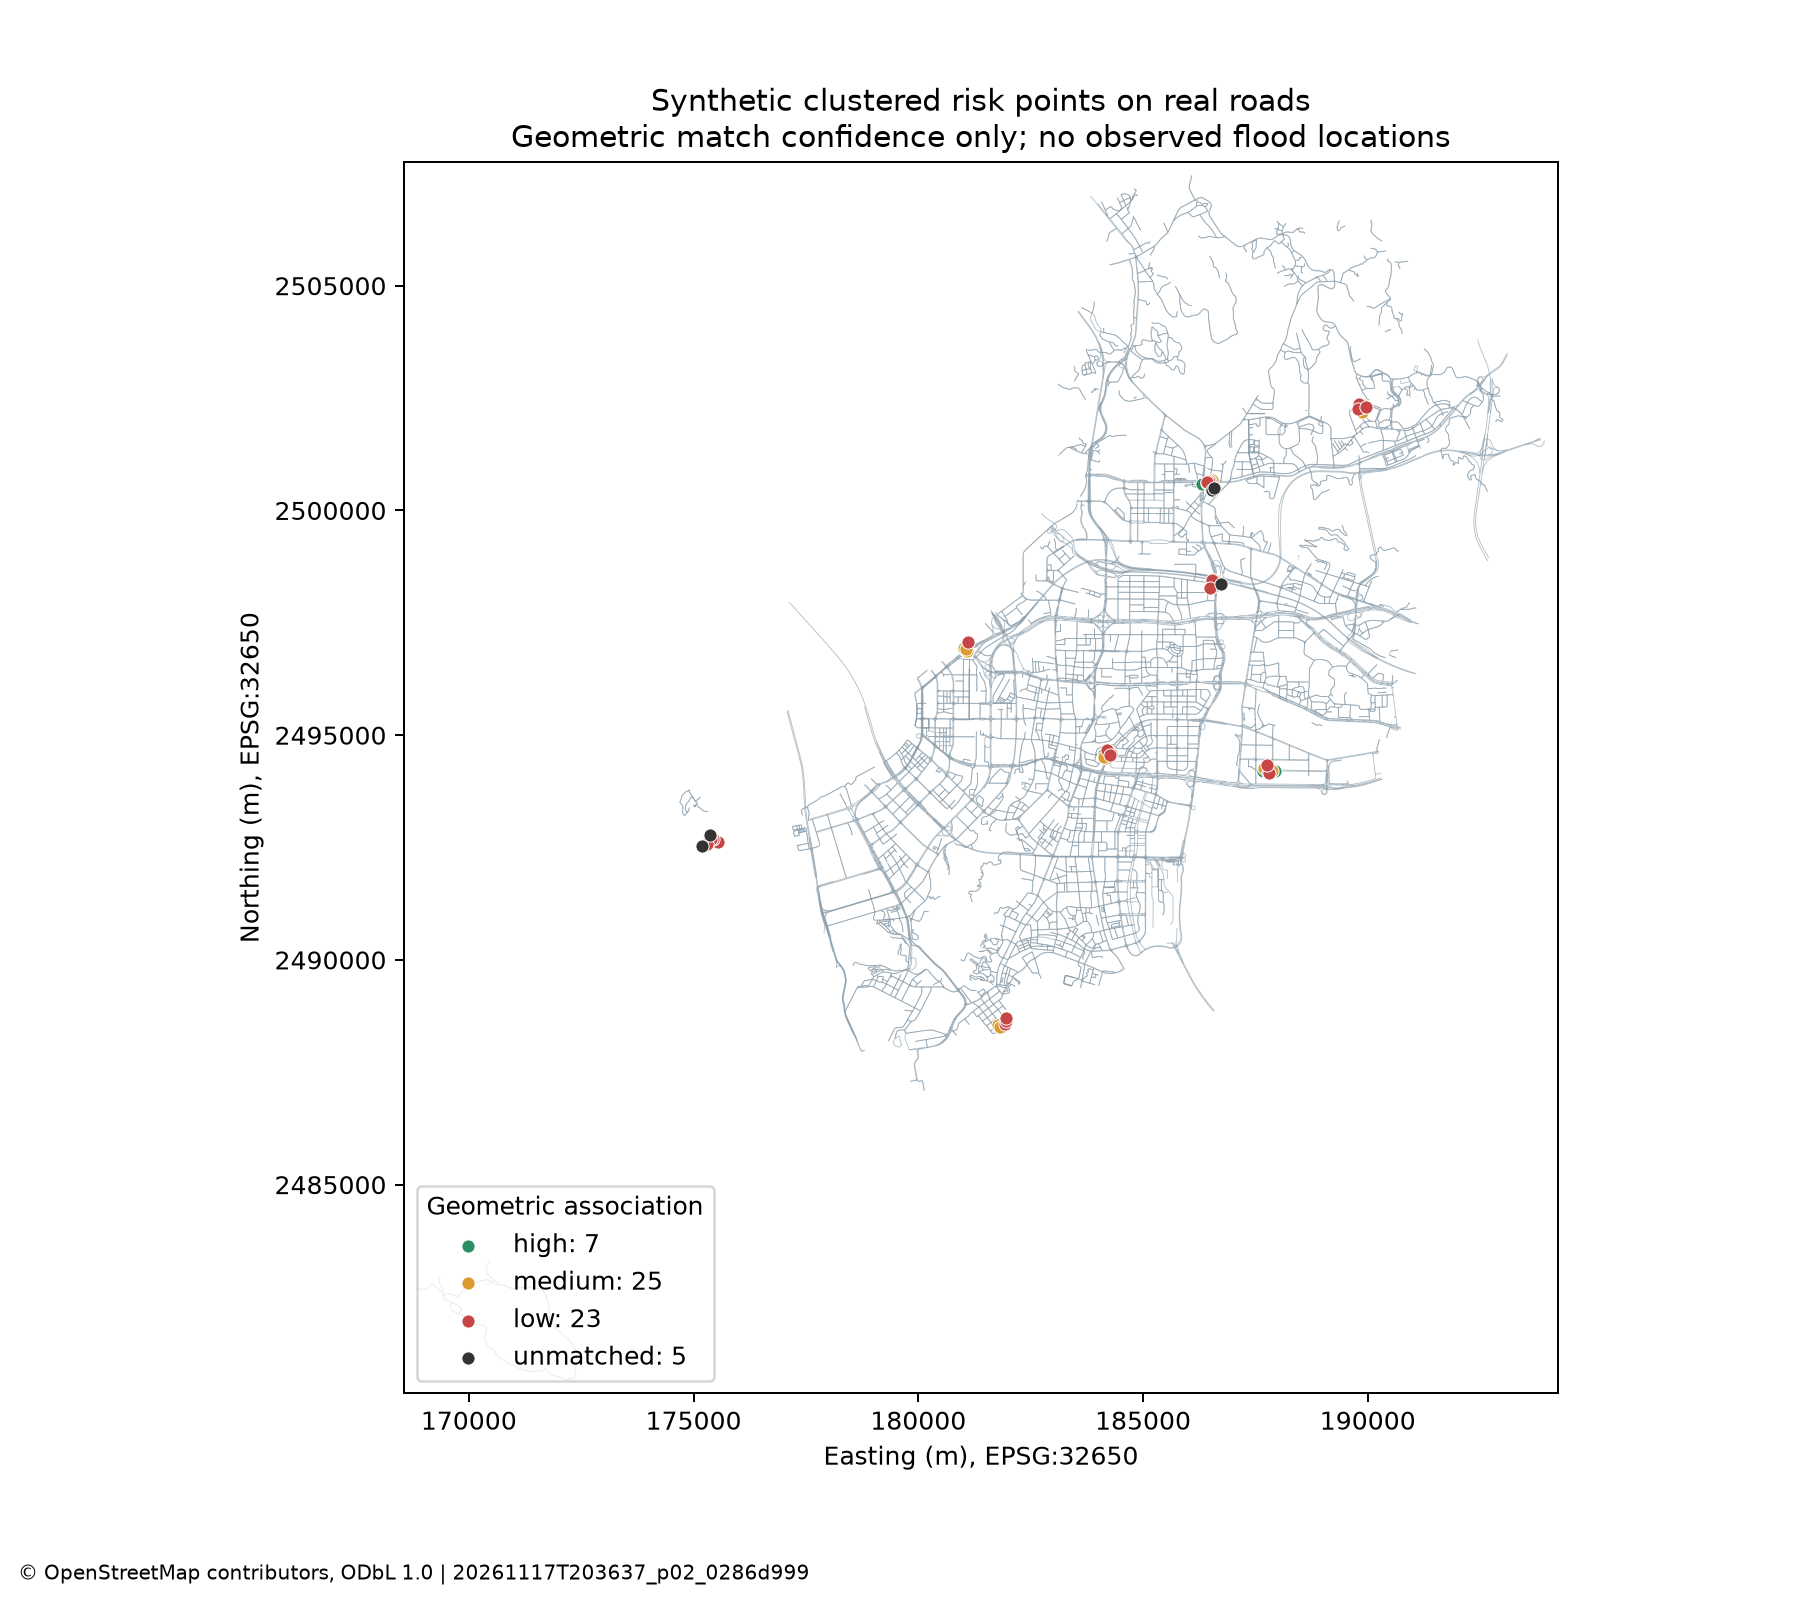 Synthetic clustered risk points on real roads
Geometric match confidence only; no observed flood locations
2505000
2500000
2495000
2490000
2485000
Northing (m), EPSG:32650
Geometric association
high: 7
medium: 25
low: 23
unmatched: 5
170000 175000 180000 185000 190000
Easting (m), EPSG:32650
© OpenStreetMap contributors, ODbL 1.0 | 20261117T203637_p02_0286d999